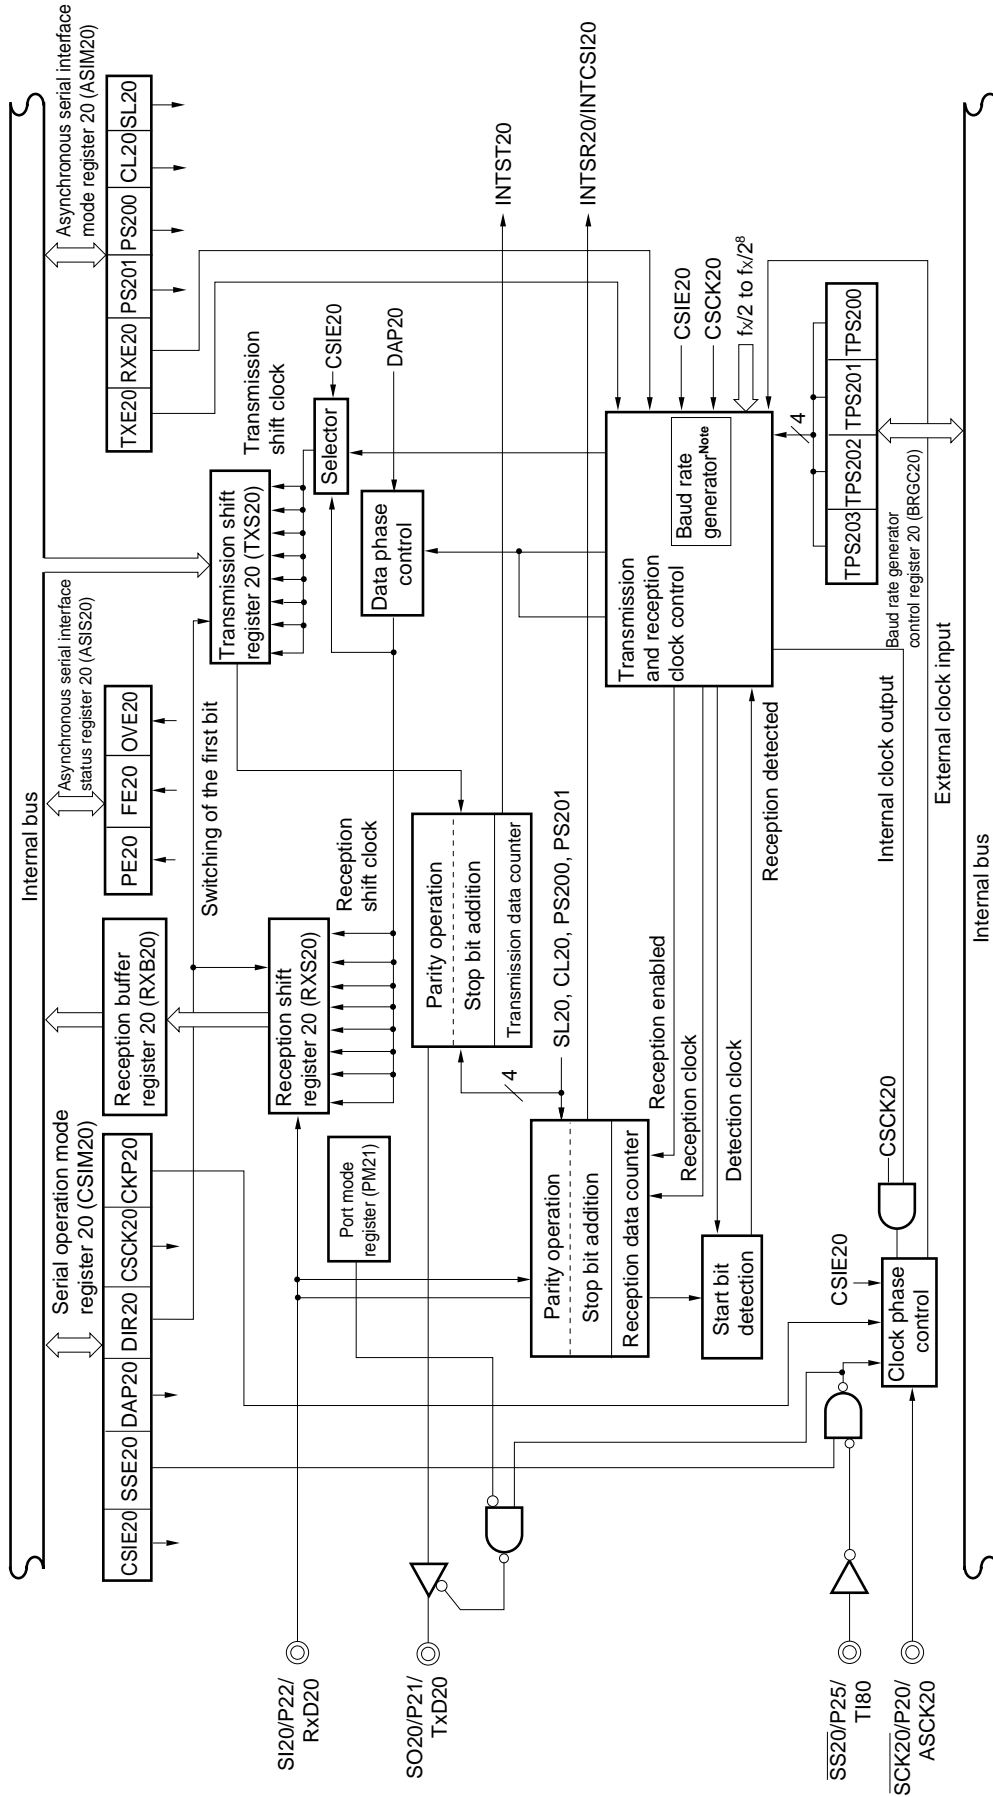 Internal bus
Serial operation mode
register 20 (CSIM20)
CSIE20 SSE20 DAP20 DIR20 CSCK20 CKP20
Reception buffer
register 20 (RXB20)
Asynchronous serial interface
status register 20 (ASIS20)
PE20 FE20 OVE20
Asynchronous serial interface
mode register 20 (ASIM20)
TXE20 RXE20 PS201 PS200 CL20 SL20
Switching of the first bit
Transmission shift
register 20 (TXS20)
Transmission
shift clock
Reception shift
register 20 (RXS20)
Reception
shift clock
Selector
CSIE20
SI20/P22/
RxD20
Port mode
register (PM21)
Data phase
control
DAP20
SO20/P21/
TxD20
Parity operation
Stop bit addition
Transmission data counter
INTST20
4
SL20, CL20, PS200, PS201
INTSR20/INTCSI20
Parity operation
Stop bit addition
Reception data counter
Reception enabled
Reception clock
Detection clock
Start bit
detection
Reception detected
Transmission
and reception
clock control
Baud rate
generatorNote
CSIE20
CSCK20
fX/2 to fX/2⁸
4
TPS203 TPS202 TPS201 TPS200
Baud rate generator
control register 20 (BRGC20)
SS20/P25/
TI80
SCK20/P20/
ASCK20
CSIE20
Clock phase
control
CSCK20
Internal clock output
External clock input
Internal bus